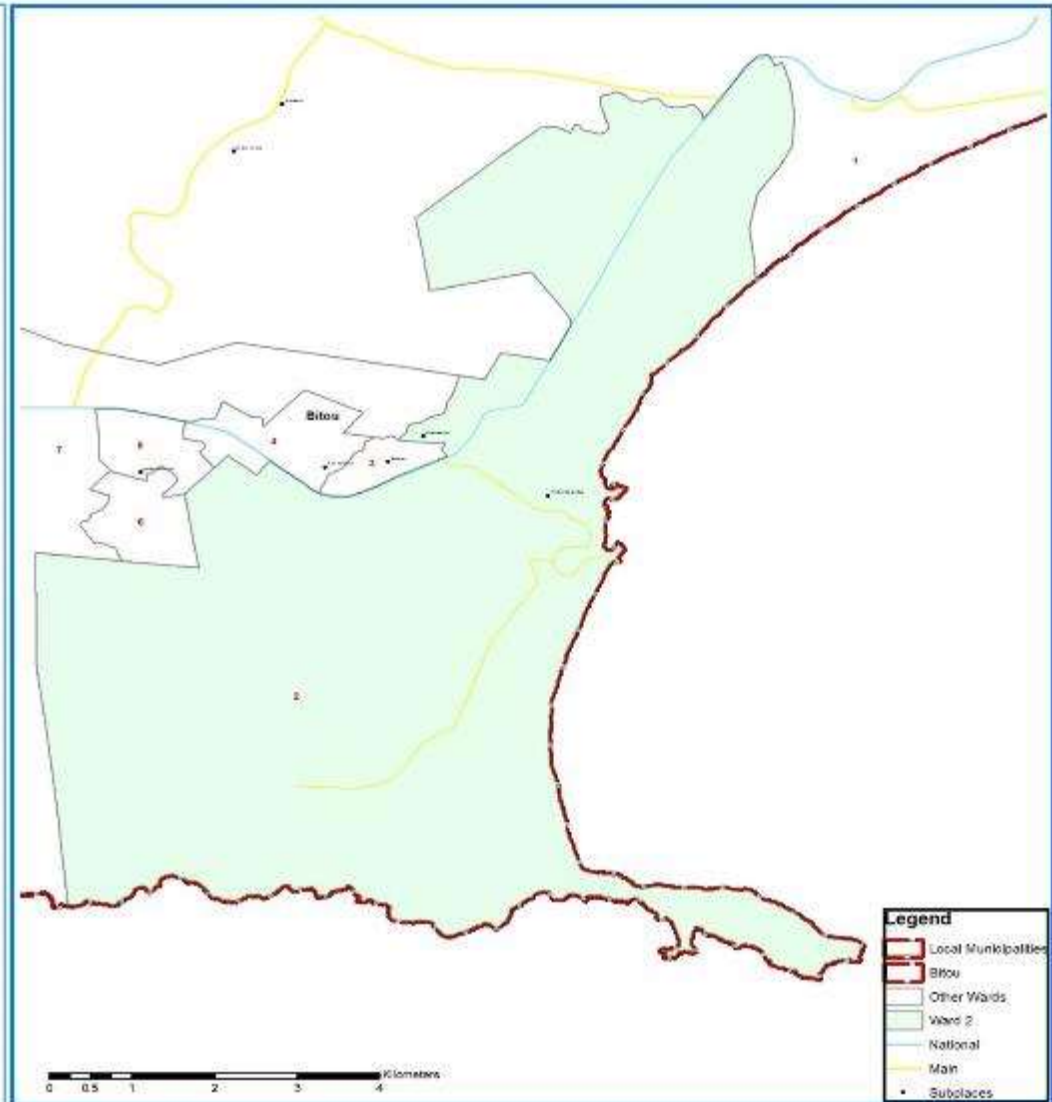 1
Bitou
4
3
5
7
6
2
Legend
Local Municipalities
Bitou
Other Wards
Ward 2
National
Main
Subplaces
Kilometers
0 0.5 1 2 3 4